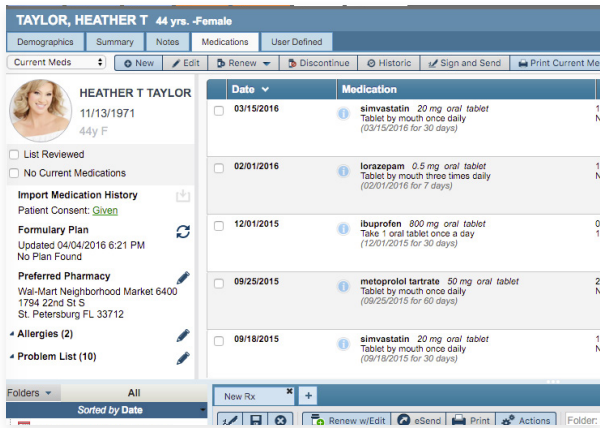 TAYLOR, HEATHER T 44 yrs. -Female
Demographics Summary Notes Medications User Defined
Current Meds New Edit Renew Discontinue Historic Sign and Send Print Current Me
HEATHER T TAYLOR
11/13/1971
44y F
List Reviewed
No Current Medications
Import Medication History
Patient Consent: Given
Formulary Plan
Updated 04/04/2016 6:21 PM
No Plan Found
Preferred Pharmacy
Wal-Mart Neighborhood Market 6400
1794 22nd St S
St. Petersburg FL 33712
Allergies (2)
Problem List (10)
Date Medication
03/15/2016 simvastatin 20 mg oral tablet
Tablet by mouth once daily
(03/15/2016 for 30 days)
02/01/2016 lorazepam 0.5 mg oral tablet
Tablet by mouth three times daily
(02/01/2016 for 7 days)
12/01/2015 ibuprofen 800 mg oral tablet
Take 1 oral tablet once a day
(12/01/2015 for 30 days)
09/25/2015 metoprolol tartrate 50 mg oral tablet
Tablet by mouth once daily
(09/25/2015 for 60 days)
09/18/2015 simvastatin 20 mg oral tablet
Tablet by mouth once daily
(09/18/2015 for 30 days)
Folders All
Sorted by Date
New Rx
Renew w/Edit eSend Print Actions Folder: